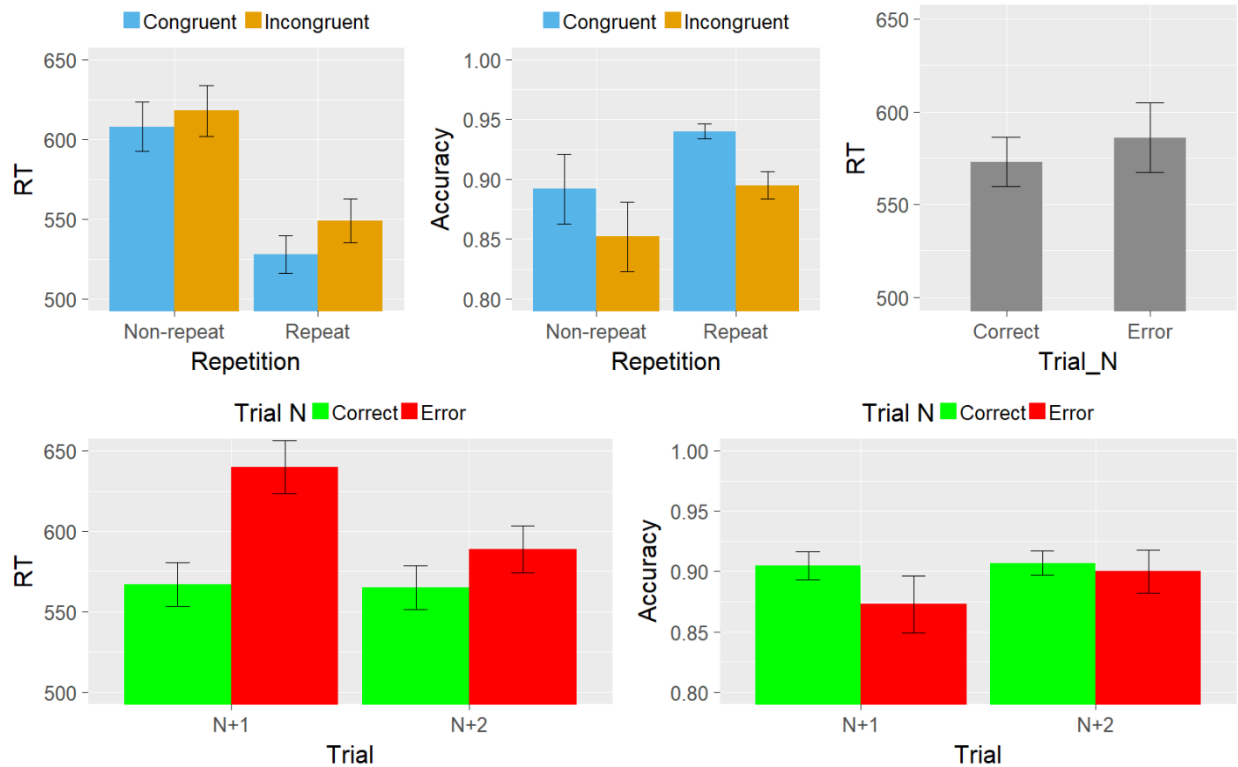 Congruent Incongruent
650
600
550
500
RT
Non-repeat Repeat
Repetition
Congruent Incongruent
1.00
0.95
0.90
0.85
0.80
Accuracy
Non-repeat Repeat
Repetition
650
600
550
500
RT
Correct Error
Trial_N
Trial N Correct Error
650
600
550
500
RT
N+1 N+2
Trial
Trial N Correct Error
1.00
0.95
0.90
0.85
0.80
Accuracy
N+1 N+2
Trial